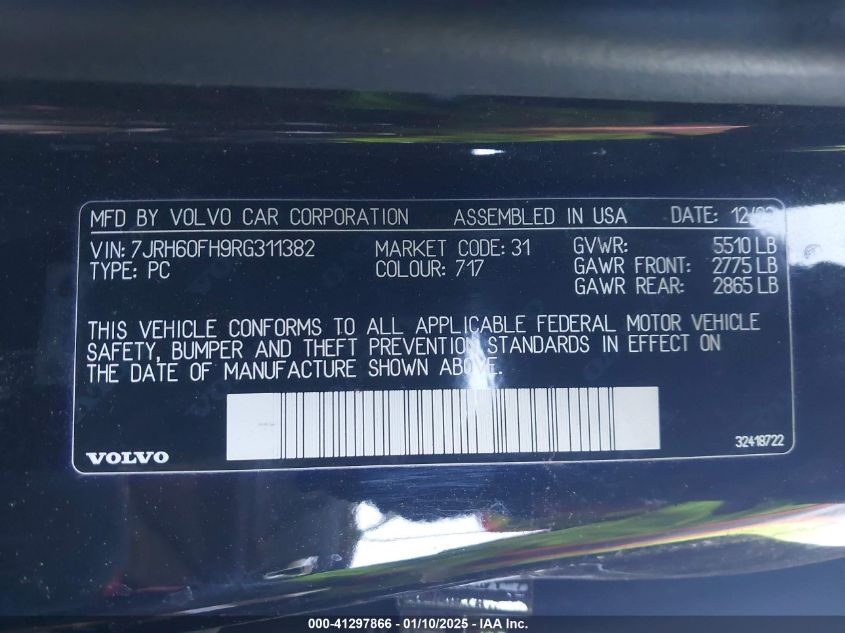 MFD BY VOLVO CAR CORPORATION ASSEMBLED IN USA DATE: 12/23
VIN: 7JRH60FH9RG311382 MARKET CODE: 31 GVWR: 5510 LB
TYPE: PC COLOUR: 717 GAWR FRONT: 2775 LB
GAWR REAR: 2865 LB
THIS VEHICLE CONFORMS TO ALL APPLICABLE FEDERAL MOTOR VEHICLE
SAFETY, BUMPER AND THEFT PREVENTION STANDARDS IN EFFECT ON
THE DATE OF MANUFACTURE SHOWN ABOVE.
VOLVO 32418722
000-41297866 - 01/10/2025 - IAA Inc.